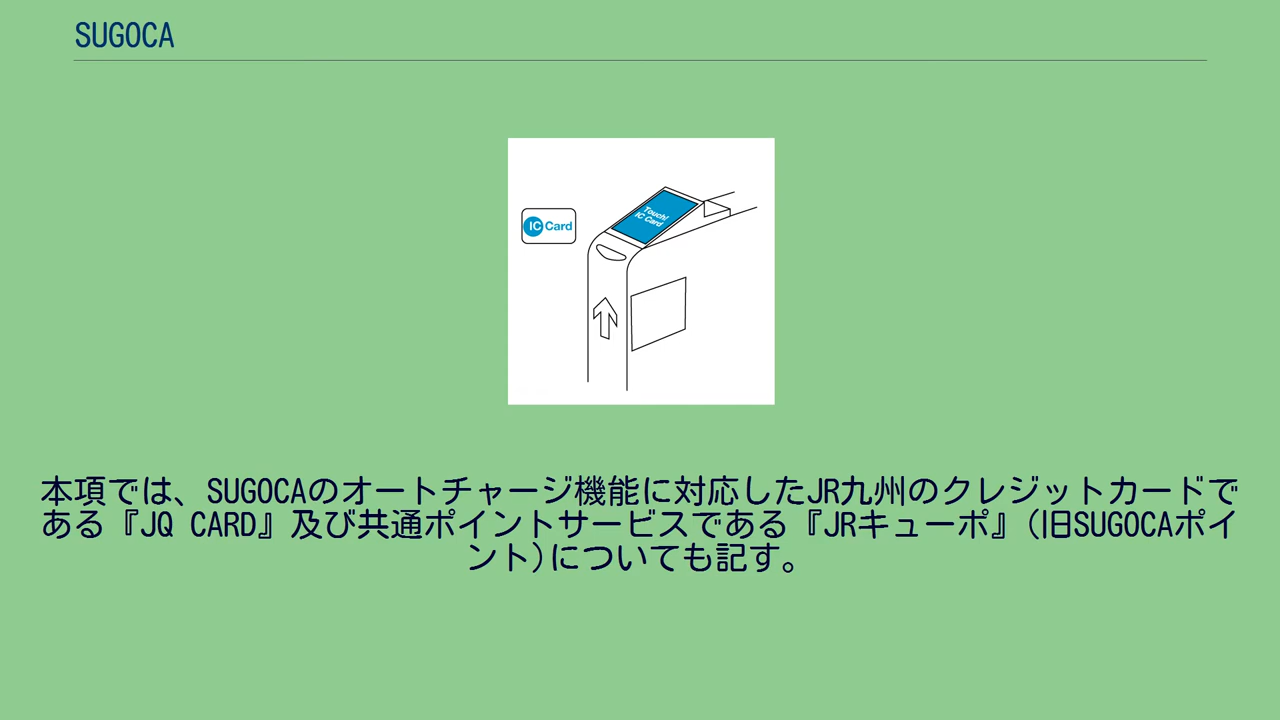 SUGOCA
Touch!
IC Card
IC Card
本項では、SUGOCAのオートチャージ機能に対応したJR九州のクレジットカードで
ある『JQ CARD』及び共通ポイントサービスである『JRキューポ』(旧SUGOCAポイ
ント)についても記す。